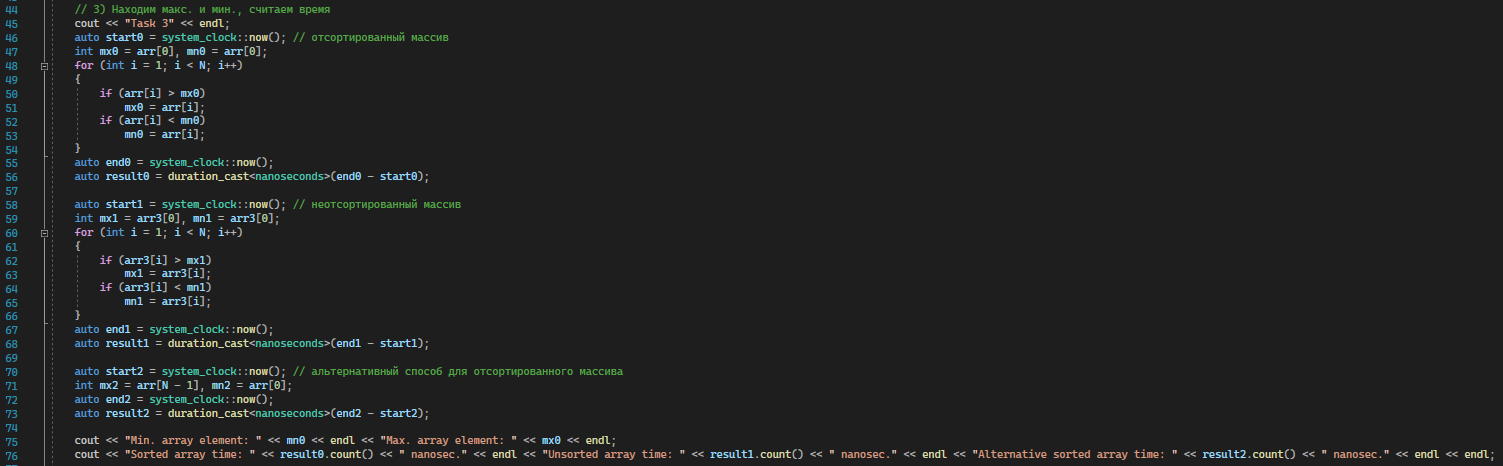 44 // 3) Находим макс. и мин., считаем время
45 cout << "Task 3" << endl;
46 auto start0 = system_clock::now(); // отсортированный массив
47 int mx0 = arr[0], mn0 = arr[0];
48 for (int i = 1; i < N; i++)
49 {
50 if (arr[i] > mx0)
51 mx0 = arr[i];
52 if (arr[i] < mn0)
53 mn0 = arr[i];
54 }
55 auto end0 = system_clock::now();
56 auto result0 = duration_cast<nanoseconds>(end0 - start0);
57
58 auto start1 = system_clock::now(); // неотсортированный массив
59 int mx1 = arr3[0], mn1 = arr3[0];
60 for (int i = 1; i < N; i++)
61 {
62 if (arr3[i] > mx1)
63 mx1 = arr3[i];
64 if (arr3[i] < mn1)
65 mn1 = arr3[i];
66 }
67 auto end1 = system_clock::now();
68 auto result1 = duration_cast<nanoseconds>(end1 - start1);
69
70 auto start2 = system_clock::now(); // альтернативный способ для отсортированного массива
71 int mx2 = arr[N - 1], mn2 = arr[0];
72 auto end2 = system_clock::now();
73 auto result2 = duration_cast<nanoseconds>(end2 - start2);
74
75 cout << "Min. array element: " << mn0 << endl << "Max. array element: " << mx0 << endl;
76 cout << "Sorted array time: " << result0.count() << " nanosec." << endl << "Unsorted array time: " << result1.count() << " nanosec." << endl << "Alternative sorted array time: " << result2.count() << " nanosec." << endl << endl;